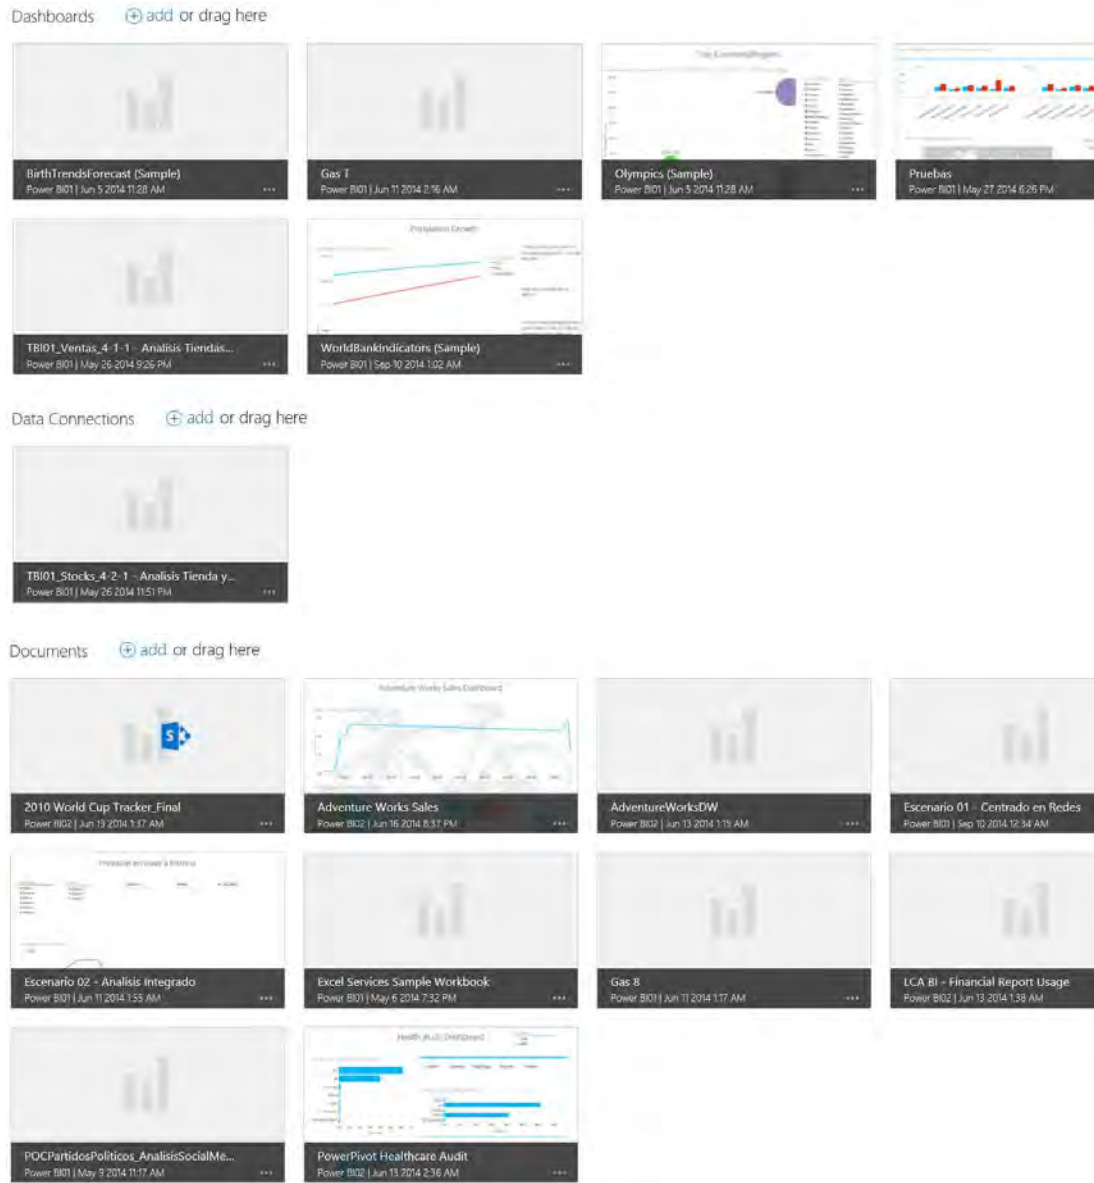 Dashboards
add or drag here
BirthTrendsForecast (Sample)
Power BI01 | Jun 5 2014 11:28 AM
Gas T
Power BI01 | Jun 11 2014 2:16 AM
Olympics (Sample)
Power BI01 | Jun 5 2014 11:28 AM
Pruebas
Power BI01 | May 27 2014 6:26 PM
TBI01_Ventas_4-1-1 - Analisis Tiendas...
Power BI01 | May 26 2014 9:26 PM
Population Growth
WorldBankIndicators (Sample)
Power BI01 | Sep 10 2014 1:02 AM
Data Connections
add or drag here
TBI01_Stocks_4-2-1 - Analisis Tienda y...
Power BI01 | May 26 2014 11:51 PM
Documents
add or drag here
2010 World Cup Tracker_Final
Power BI02 | Jun 13 2014 1:37 AM
Adventure Works Sales Dashboard
Adventure Works Sales
Power BI02 | Jun 16 2014 8:37 PM
AdventureWorksDW
Power BI02 | Jun 13 2014 1:15 AM
Escenario 01 - Centrado en Redes
Power BI01 | Sep 10 2014 12:34 AM
Escenario 02 - Analisis Integrado
Power BI01 | Jun 11 2014 1:55 AM
Excel Services Sample Workbook
Power BI01 | May 6 2014 7:32 PM
Gas 8
Power BI01 | Jun 11 2014 1:17 AM
LCA BI - Financial Report Usage
Power BI02 | Jun 13 2014 1:38 AM
POCPartidosPoliticos_AnalisisSocialMe...
Power BI01 | May 9 2014 11:17 AM
Health Audit Dashboard
PowerPivot Healthcare Audit
Power BI02 | Jun 13 2014 2:36 AM